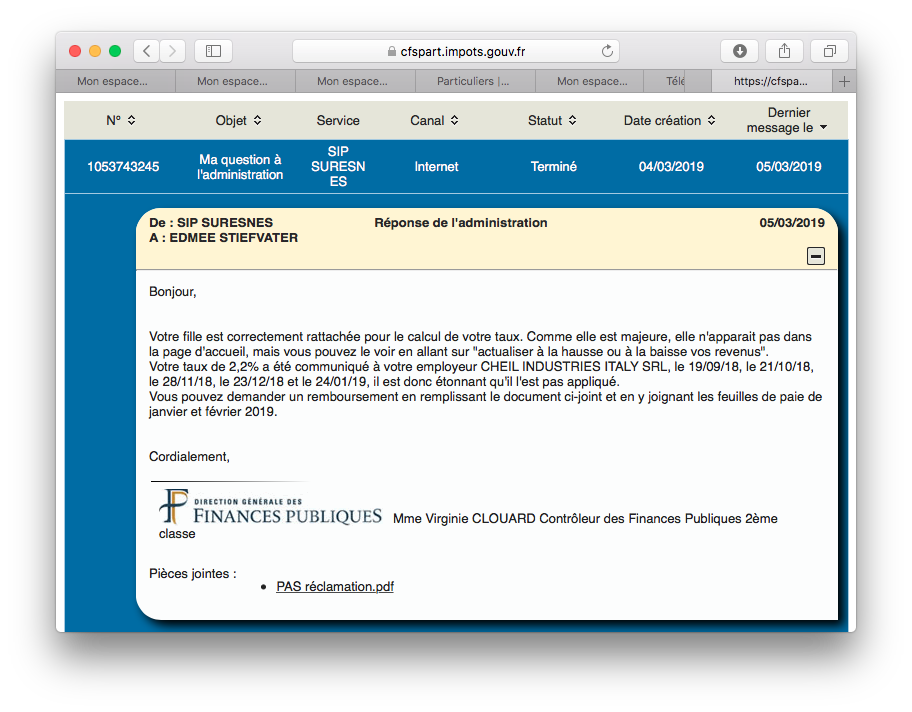 cfspart.impots.gouv.fr
Mon espace... Mon espace... Mon espace... Particuliers |... Mon espace... Télé https://cfspa...
N° Objet Service Canal Statut Date création Dernier
message le
1053743245 Ma question à
l'administration SIP
SURESN
ES Internet Terminé 04/03/2019 05/03/2019
De : SIP SURESNES Réponse de l'administration 05/03/2019
A : EDMEE STIEFVATER
Bonjour,
Votre fille est correctement rattachée pour le calcul de votre taux. Comme elle est majeure, elle n'apparait pas dans
la page d'accueil, mais vous pouvez le voir en allant sur "actualiser à la hausse ou à la baisse vos revenus".
Votre taux de 2,2% a été communiqué à votre employeur CHEIL INDUSTRIES ITALY SRL, le 19/09/18, le 21/10/18,
le 28/11/18, le 23/12/18 et le 24/01/19, il est donc étonnant qu'il l'est pas appliqué.
Vous pouvez demander un remboursement en remplissant le document ci-joint et en y joignant les feuilles de paie de
janvier et février 2019.
Cordialement,
DIRECTION GÉNÉRALE DES
FINANCES PUBLIQUES Mme Virginie CLOUARD Contrôleur des Finances Publiques 2ème
classe
Pièces jointes :
• PAS réclamation.pdf